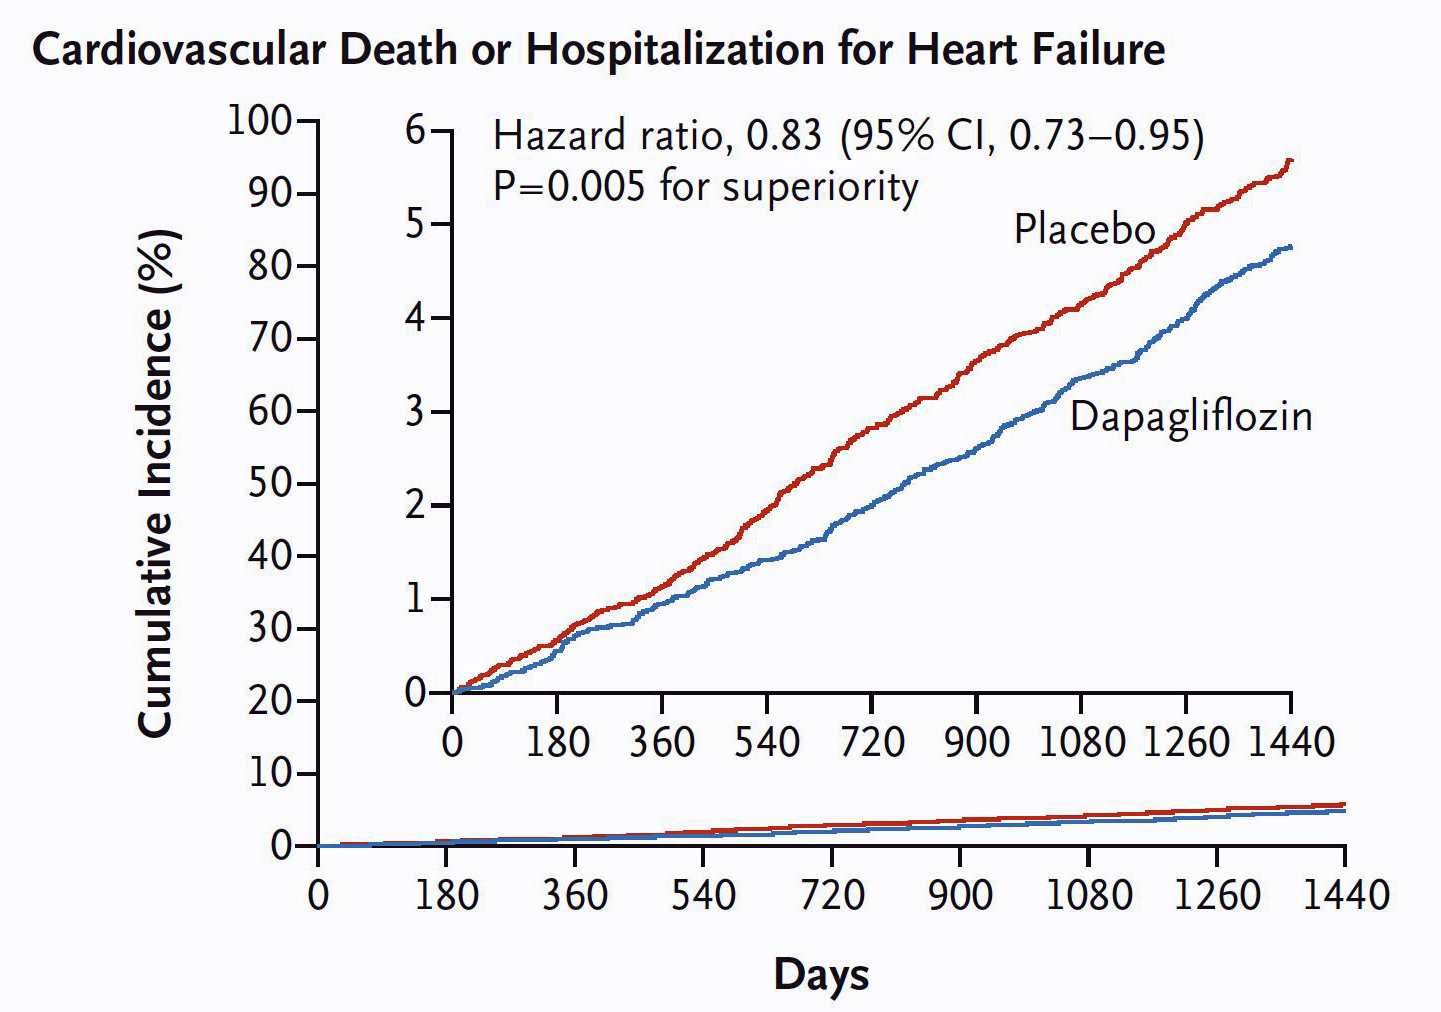 Cardiovascular Death or Hospitalization for Heart Failure
Cumulative Incidence (%)
100
90
80
70
60
50
40
30
20
10
0
6
5
4
3
2
1
0
Hazard ratio, 0.83 (95% CI, 0.73–0.95)
P=0.005 for superiority
Placebo
Dapagliflozin
0 180 360 540 720 900 1080 1260 1440
0 180 360 540 720 900 1080 1260 1440
Days